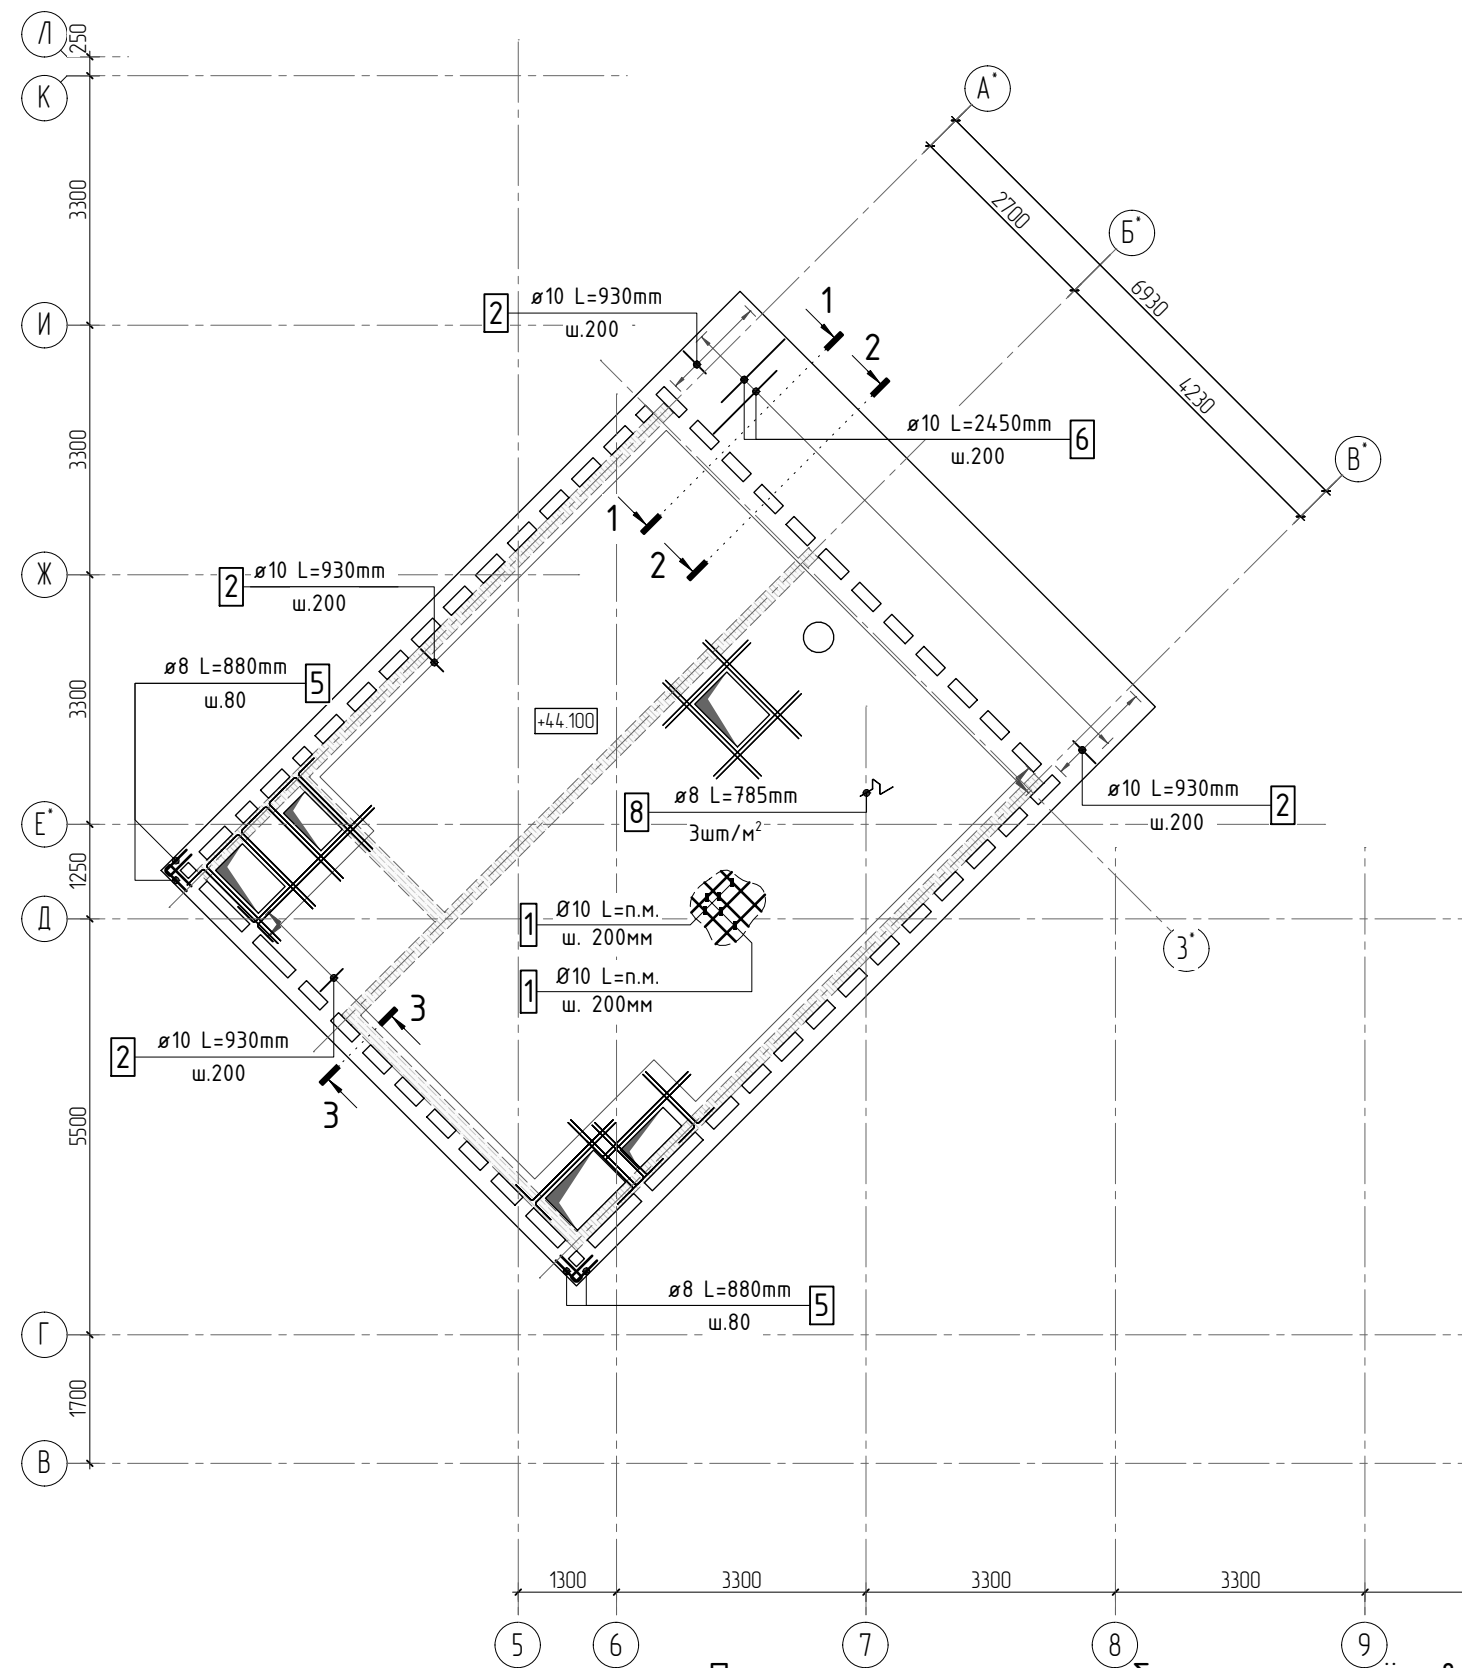 Л
250
К
3300
И
3300
Ж
3300
Е*
1250
Д
5500
Г
1700
В
А*
2700
Б*
6930
4230
В*
2
ø10 L=930mm
ш.200
1
2
ø10 L=2450mm
ш.200
6
1
2
2
ø10 L=930mm
ш.200
ø8 L=880mm
ш.80
5
+44.100
8
ø8 L=785mm
3шт/м²
ø10 L=930mm
ш.200
2
1
Ø10 L=п.м.
ш. 200мм
1
Ø10 L=п.м.
ш. 200мм
3*
3
2
ø10 L=930mm
ш.200
3
ø8 L=880mm
ш.80
5
1300
3300
3300
3300
5
6
7
8
9